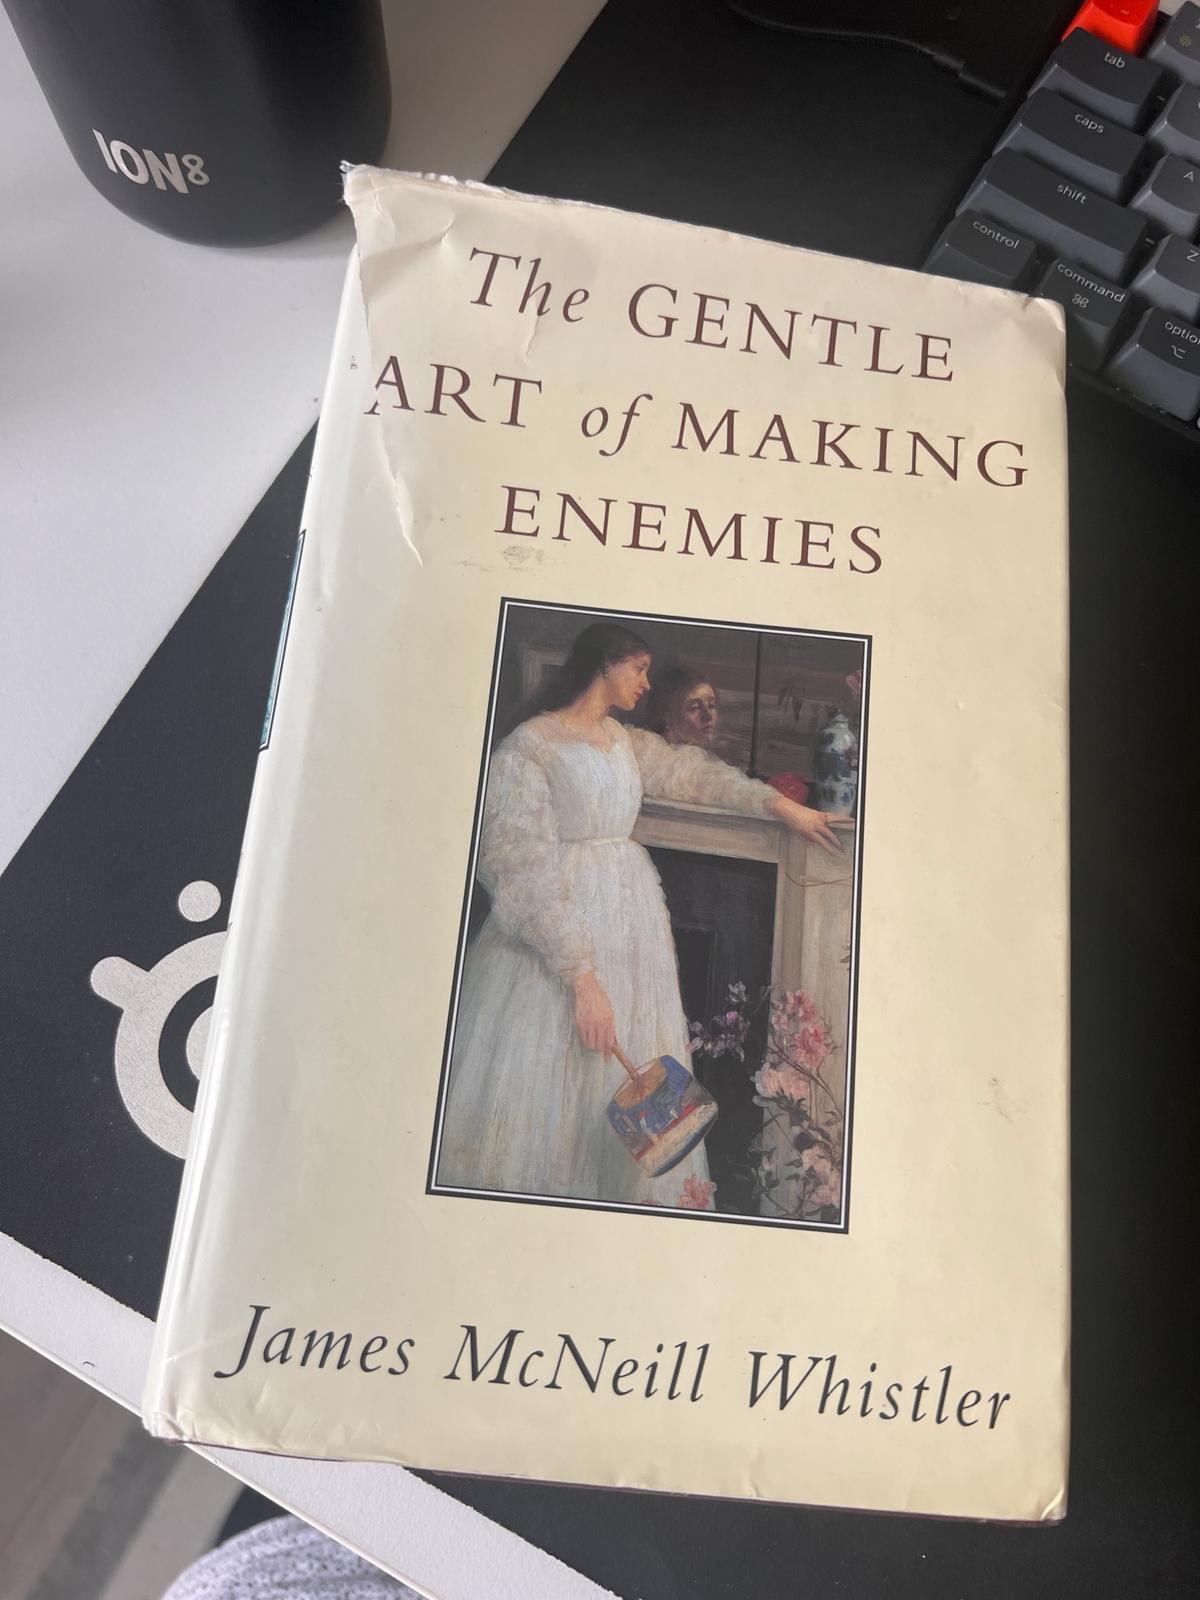 ION8
tab
caps
A
shift
Z
control
command
⌘
option
⌥
The GENTLE
ART of MAKING
ENEMIES
James McNeill Whistler